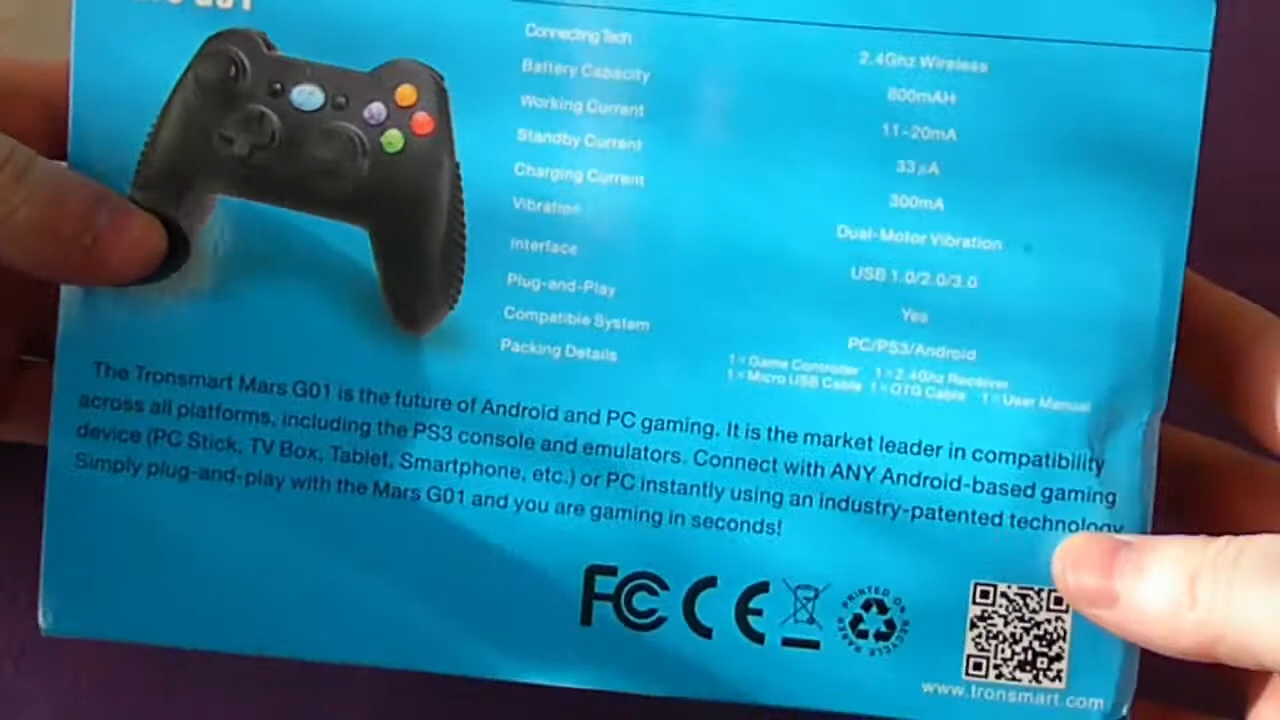 G01
Connecting Tech 2.4Ghz Wireless
Battery Capacity 800mAH
Working Current 11-20mA
Standby Current 33μA
Charging Current 300mA
Vibration Dual-Motor Vibration
Interface USB 1.0/2.0/3.0
Plug-and-Play Yes
Compatible System PC/PS3/Android
Packing Details 1×Game Controller 1×2.4Ghz Receiver
1×Micro USB Cable 1×OTG Cable 1×User Manual
The Tronsmart Mars G01 is the future of Android and PC gaming. It is the market leader in compatibility
across all platforms, including the PS3 console and emulators. Connect with ANY Android-based gaming
device (PC Stick, TV Box, Tablet, Smartphone, etc.) or PC instantly using an industry-patented technology
Simply plug-and-play with the Mars G01 and you are gaming in seconds!
FC CE
PRINTED ON
www.tronsmart.com